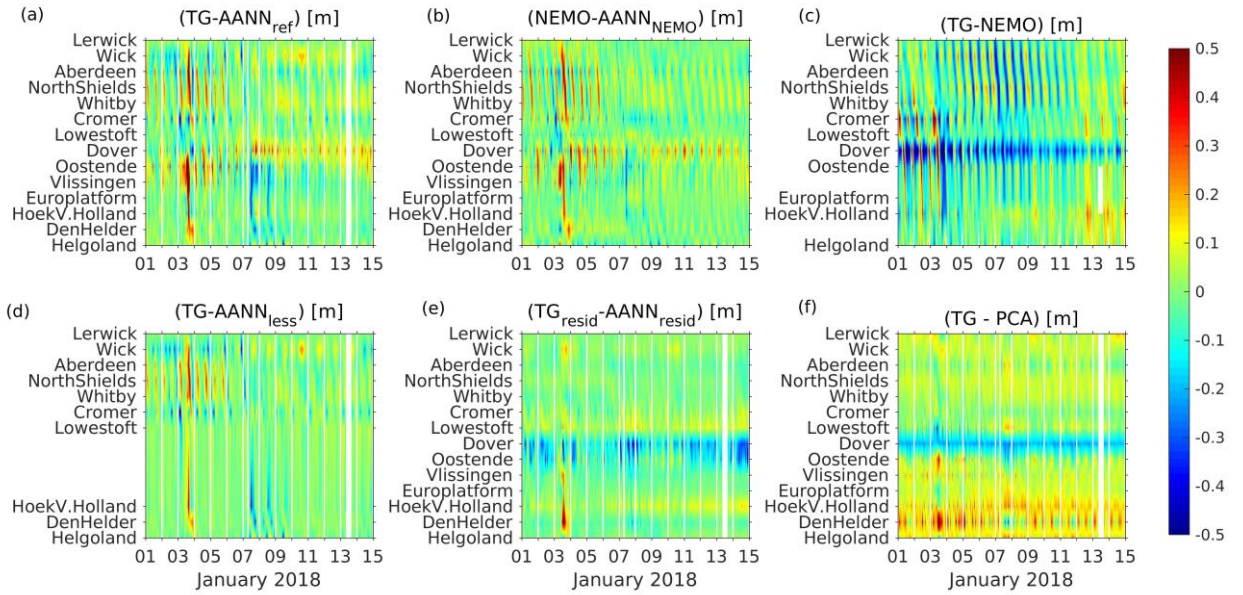 (a) (TG-AANN_ref) [m]
Lerwick
Wick
Aberdeen
NorthShields
Whitby
Cromer
Lowestoft
Dover
Oostende
Vlissingen
Europlatform
HoekV.Holland
DenHelder
Helgoland
01 03 05 07 09 11 13 15
(b) (NEMO-AANN_NEMO) [m]
Lerwick
Wick
Aberdeen
NorthShields
Whitby
Cromer
Lowestoft
Dover
Oostende
Vlissingen
Europlatform
HoekV.Holland
DenHelder
Helgoland
01 03 05 07 09 11 13 15
(c) (TG-NEMO) [m]
Lerwick
Wick
Aberdeen
NorthShields
Whitby
Cromer
Lowestoft
Dover
Oostende
Europlatform
HoekV.Holland
Helgoland
01 03 05 07 09 11 13 15
(d) (TG-AANN_less) [m]
Lerwick
Wick
Aberdeen
NorthShields
Whitby
Cromer
Lowestoft
HoekV.Holland
DenHelder
Helgoland
01 03 05 07 09 11 13 15
January 2018
(e) (TG_resid-AANN_resid) [m]
Lerwick
Wick
Aberdeen
NorthShields
Whitby
Cromer
Lowestoft
Dover
Oostende
Vlissingen
Europlatform
HoekV.Holland
DenHelder
Helgoland
01 03 05 07 09 11 13 15
January 2018
(f) (TG - PCA) [m]
Lerwick
Wick
Aberdeen
NorthShields
Whitby
Cromer
Lowestoft
Dover
Oostende
Vlissingen
Europlatform
HoekV.Holland
DenHelder
Helgoland
01 03 05 07 09 11 13 15
January 2018
0.5
0.4
0.3
0.2
0.1
0
-0.1
-0.2
-0.3
-0.4
-0.5